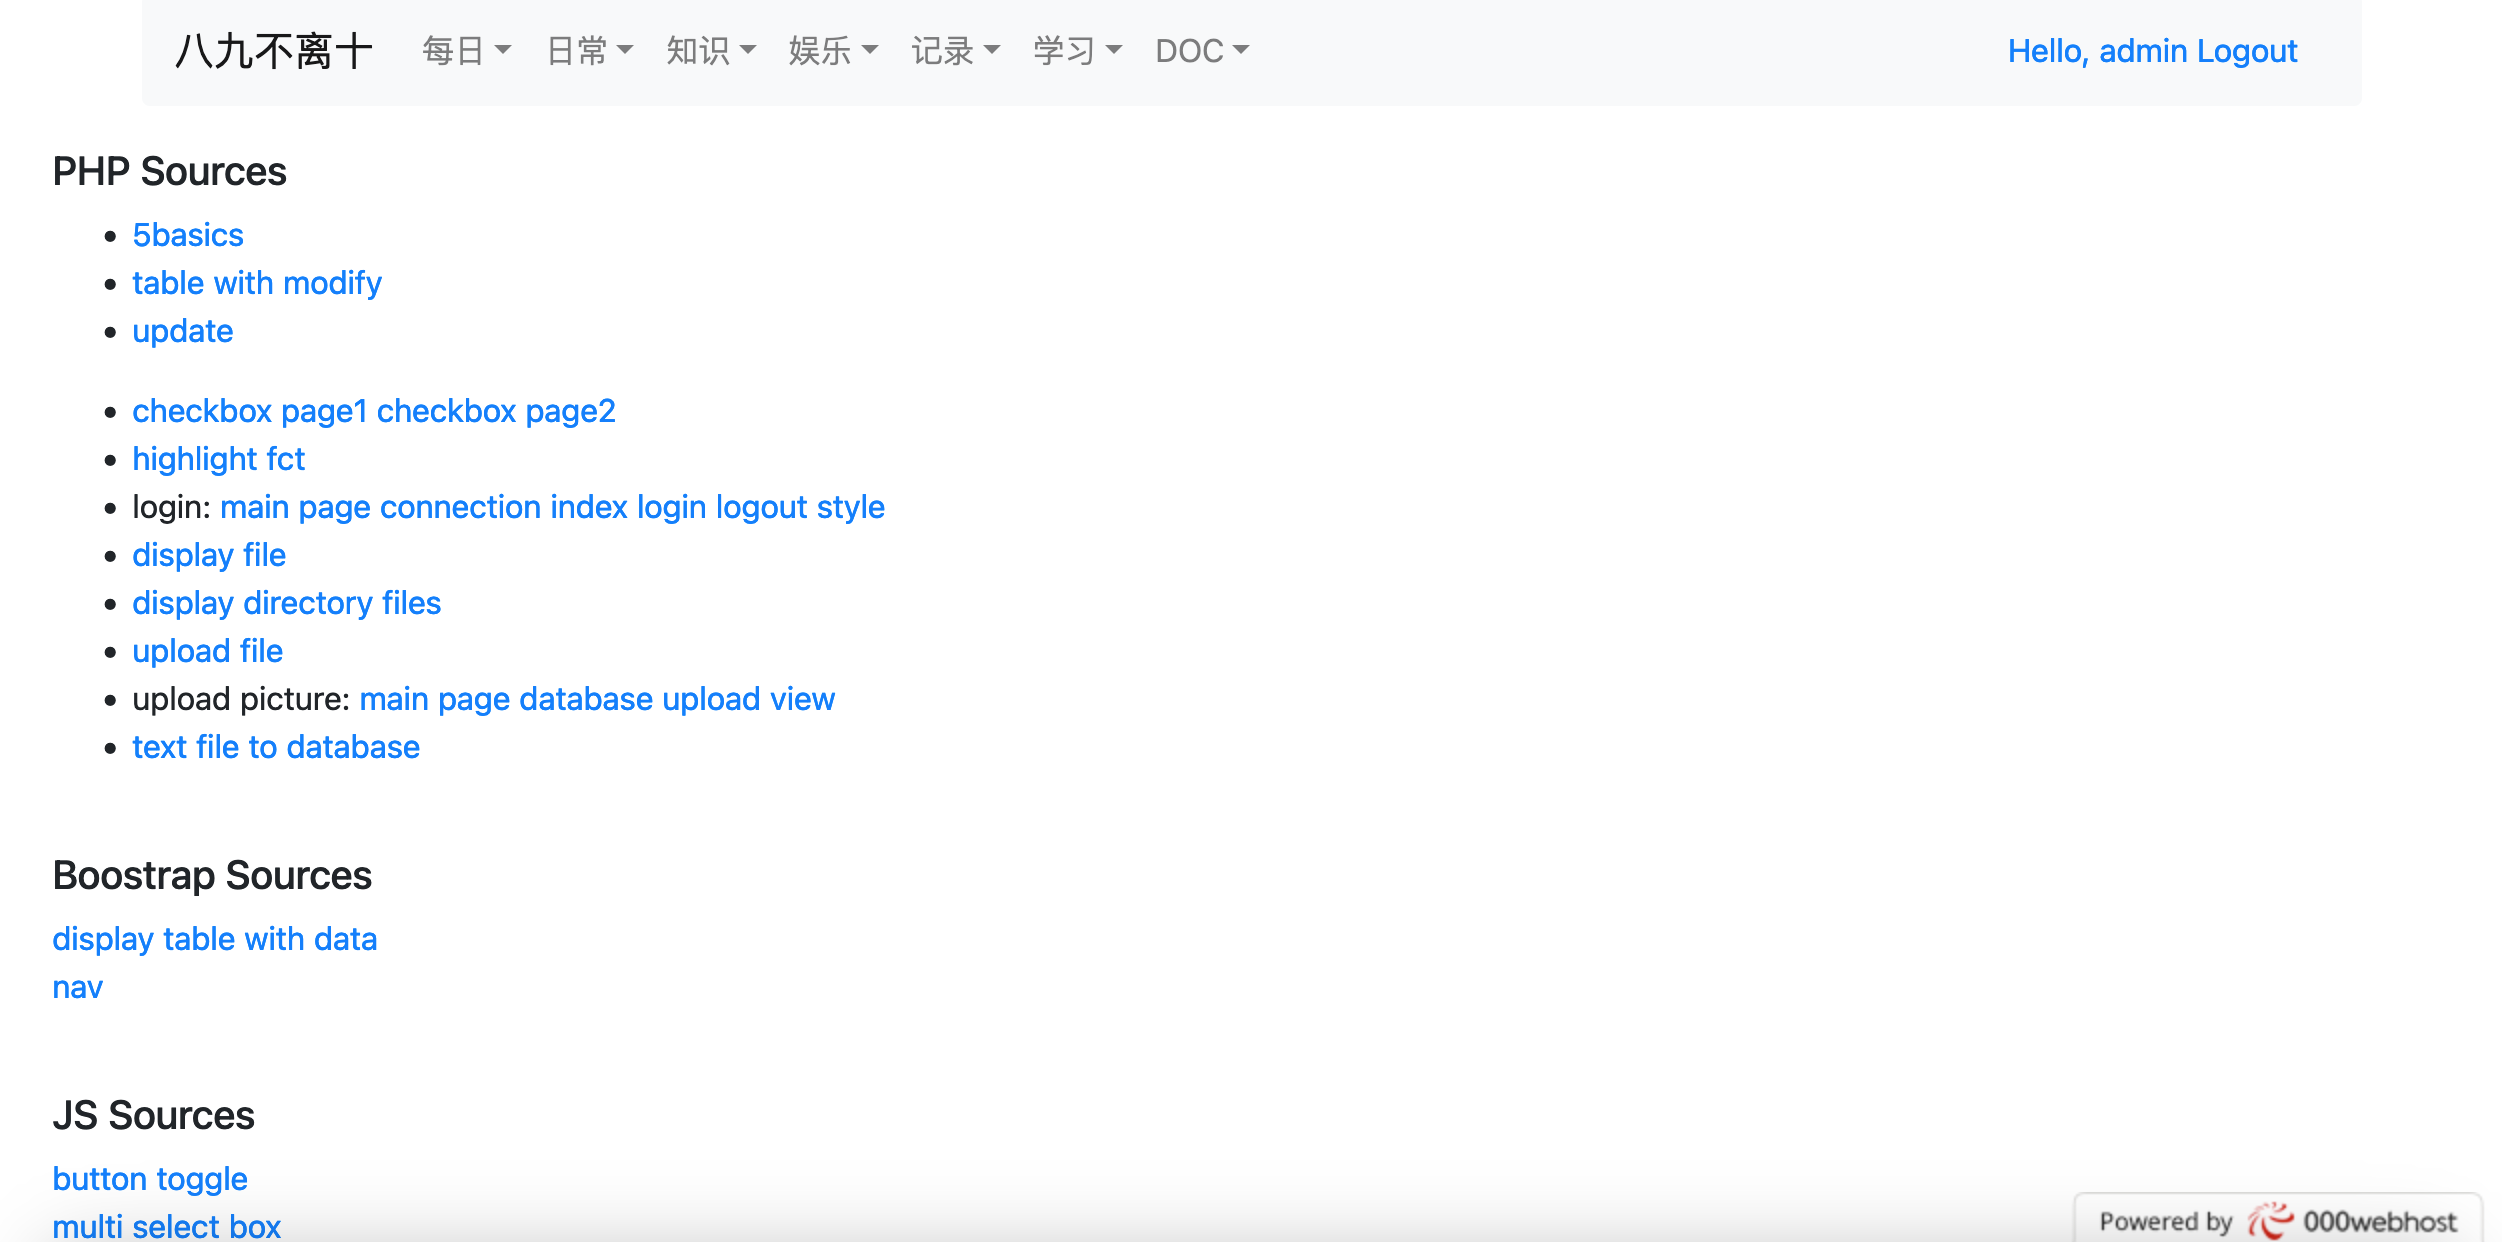 八九不离十 每日 日常 知识 娱乐 记录 学习 DOC Hello, admin Logout
PHP Sources
5basics
table with modify
update
checkbox page1 checkbox page2
highlight fct
login: main page connection index login logout style
display file
display directory files
upload file
upload picture: main page database upload view
text file to database
Boostrap Sources
display table with data
nav
JS Sources
button toggle
multi select box
Powered by 000webhost